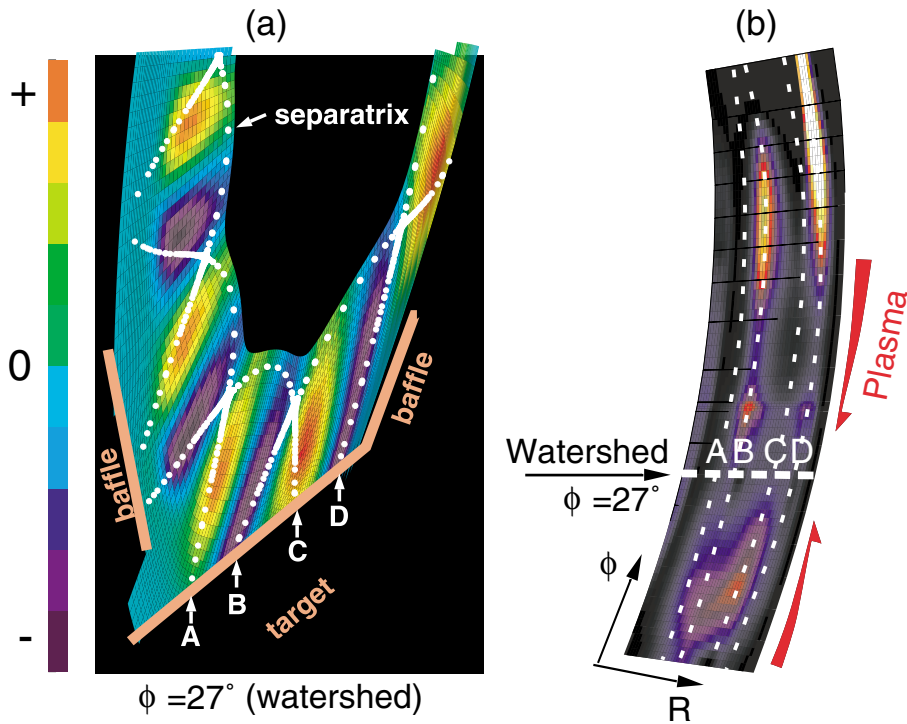 (a)
+
0
-
separatrix
baffle
baffle
target
A
B
C
D
ϕ =27° (watershed)
(b)
Plasma
Watershed
ϕ =27°
A B C D
ϕ
R